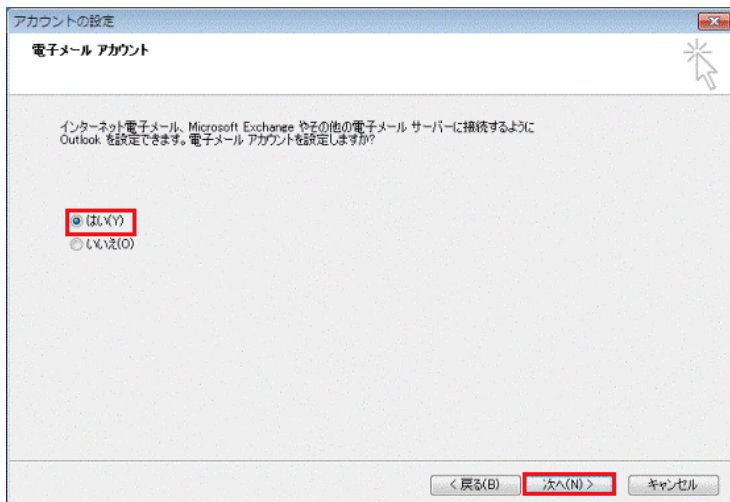 アカウントの設定
電子メール アカウント
インターネット電子メール、Microsoft Exchange やその他の電子メール サーバーに接続するように
Outlook を設定できます。電子メール アカウントを設定しますか?
はい(Y)
いいえ(O)
< 戻る(B) 次へ(N) > キャンセル